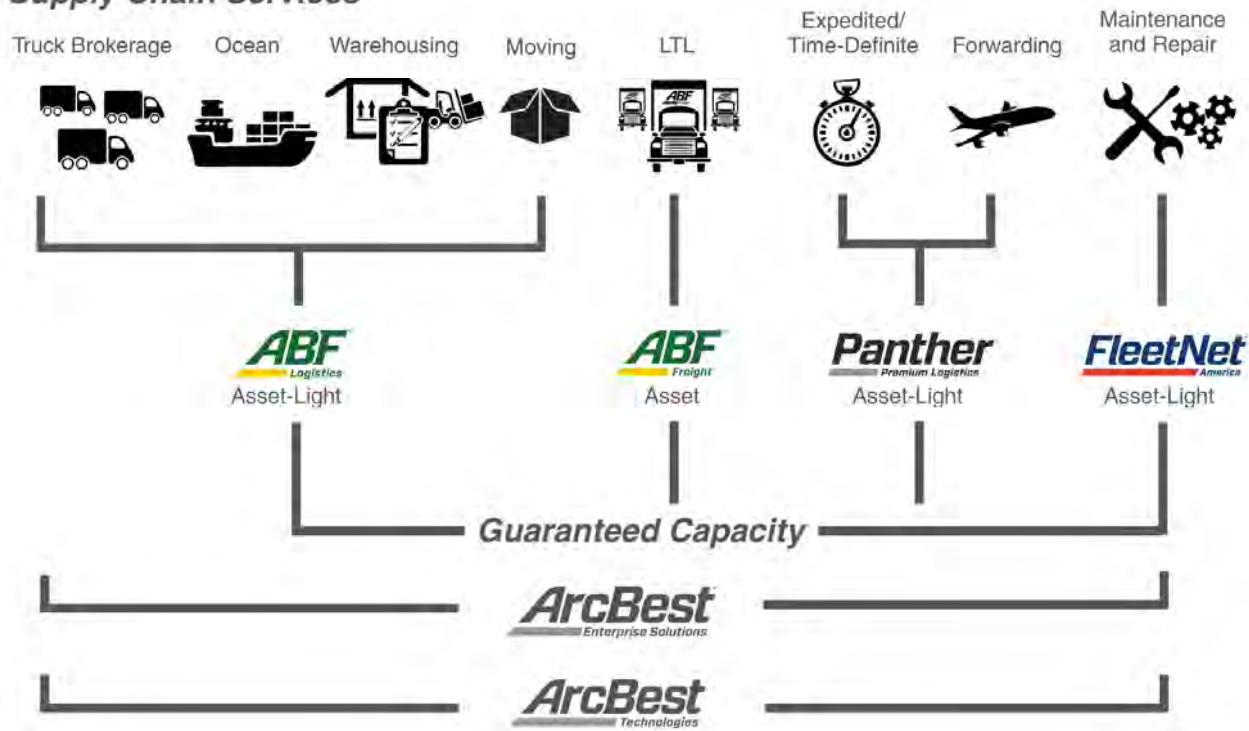 Supply Chain Services
Truck Brokerage
Ocean
Warehousing
Moving
LTL
Expedited/
Time-Definite
Forwarding
Maintenance
and Repair
ABF
ABF
Logistics
Asset-Light
ABF
Freight
Asset
Panther
Premium Logistics
Asset-Light
FleetNet
America
Asset-Light
Guaranteed Capacity
ArcBest
Enterprise Solutions
ArcBest
Technologies